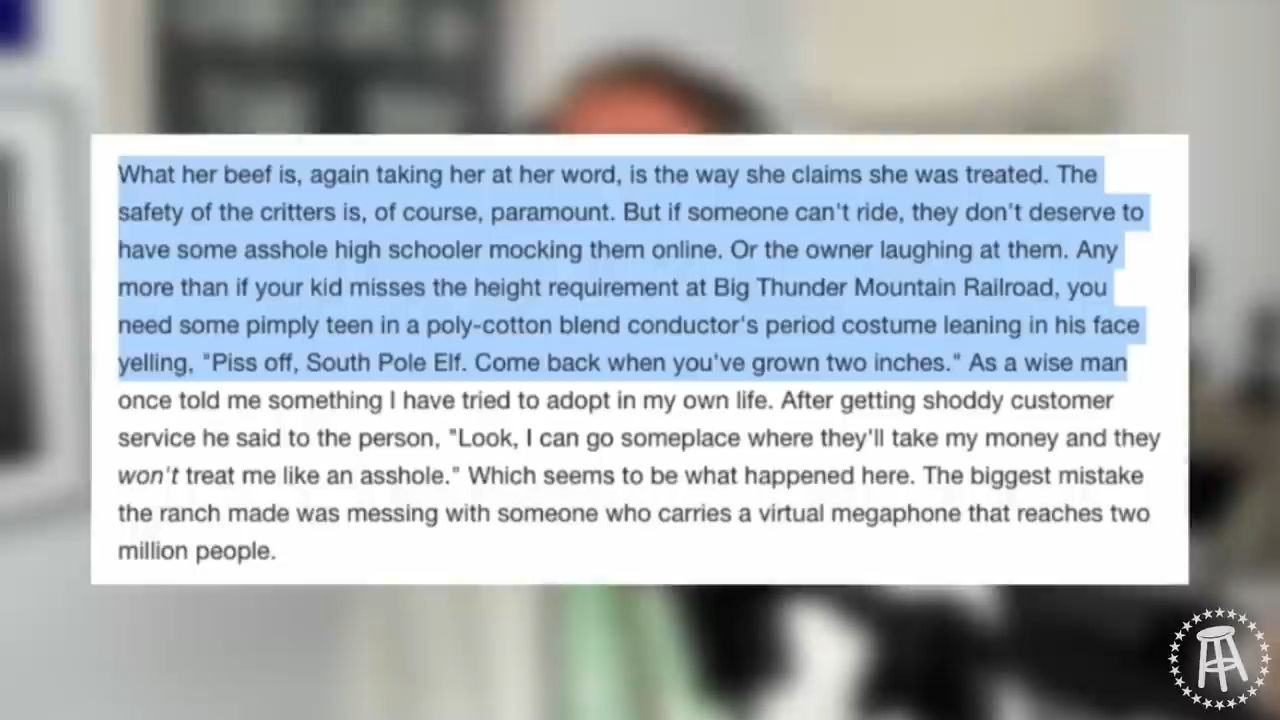 What her beef is, again taking her at her word, is the way she claims she was treated. The
safety of the critters is, of course, paramount. But if someone can't ride, they don't deserve to
have some asshole high schooler mocking them online. Or the owner laughing at them. Any
more than if your kid misses the height requirement at Big Thunder Mountain Railroad, you
need some pimply teen in a poly-cotton blend conductor's period costume leaning in his face
yelling, "Piss off, South Pole Elf. Come back when you've grown two inches." As a wise man
once told me something I have tried to adopt in my own life. After getting shoddy customer
service he said to the person, "Look, I can go someplace where they'll take my money and they
won't treat me like an asshole." Which seems to be what happened here. The biggest mistake
the ranch made was messing with someone who carries a virtual megaphone that reaches two
million people.